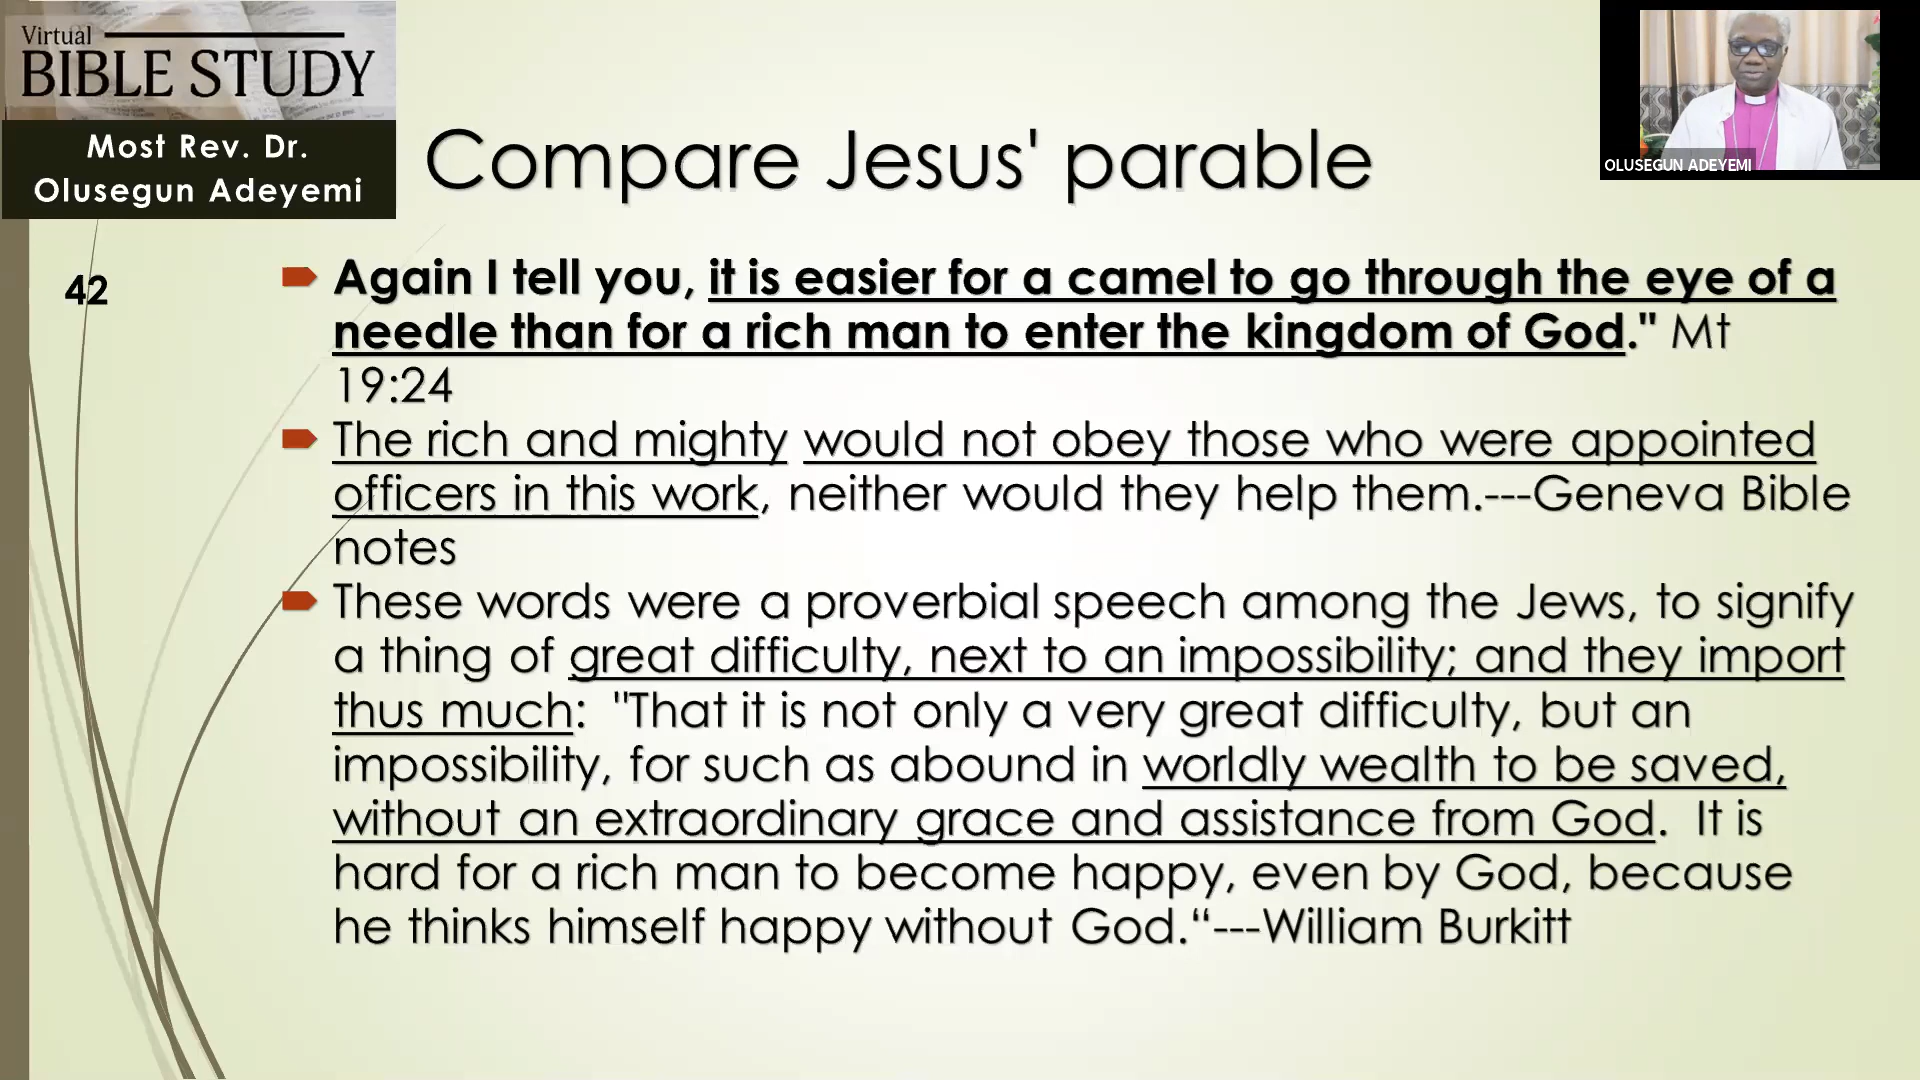 Virtual
BIBLE STUDY
Most Rev. Dr.
Olusegun Adeyemi
OLUSEGUN ADEYEMI
Compare Jesus' parable
42
Again I tell you, it is easier for a camel to go through the eye of a
needle than for a rich man to enter the kingdom of God." Mt
19:24
The rich and mighty would not obey those who were appointed
officers in this work, neither would they help them.---Geneva Bible
notes
These words were a proverbial speech among the Jews, to signify
a thing of great difficulty, next to an impossibility; and they import
thus much:  "That it is not only a very great difficulty, but an
impossibility, for such as abound in worldly wealth to be saved,
without an extraordinary grace and assistance from God.  It is
hard for a rich man to become happy, even by God, because
he thinks himself happy without God.“---William Burkitt